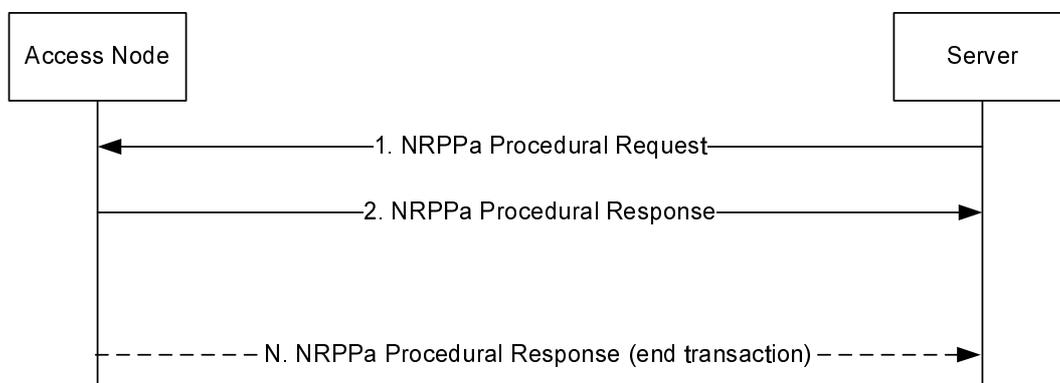 Access Node
Server
1. NRPPa Procedural Request
2. NRPPa Procedural Response
N. NRPPa Procedural Response (end transaction)